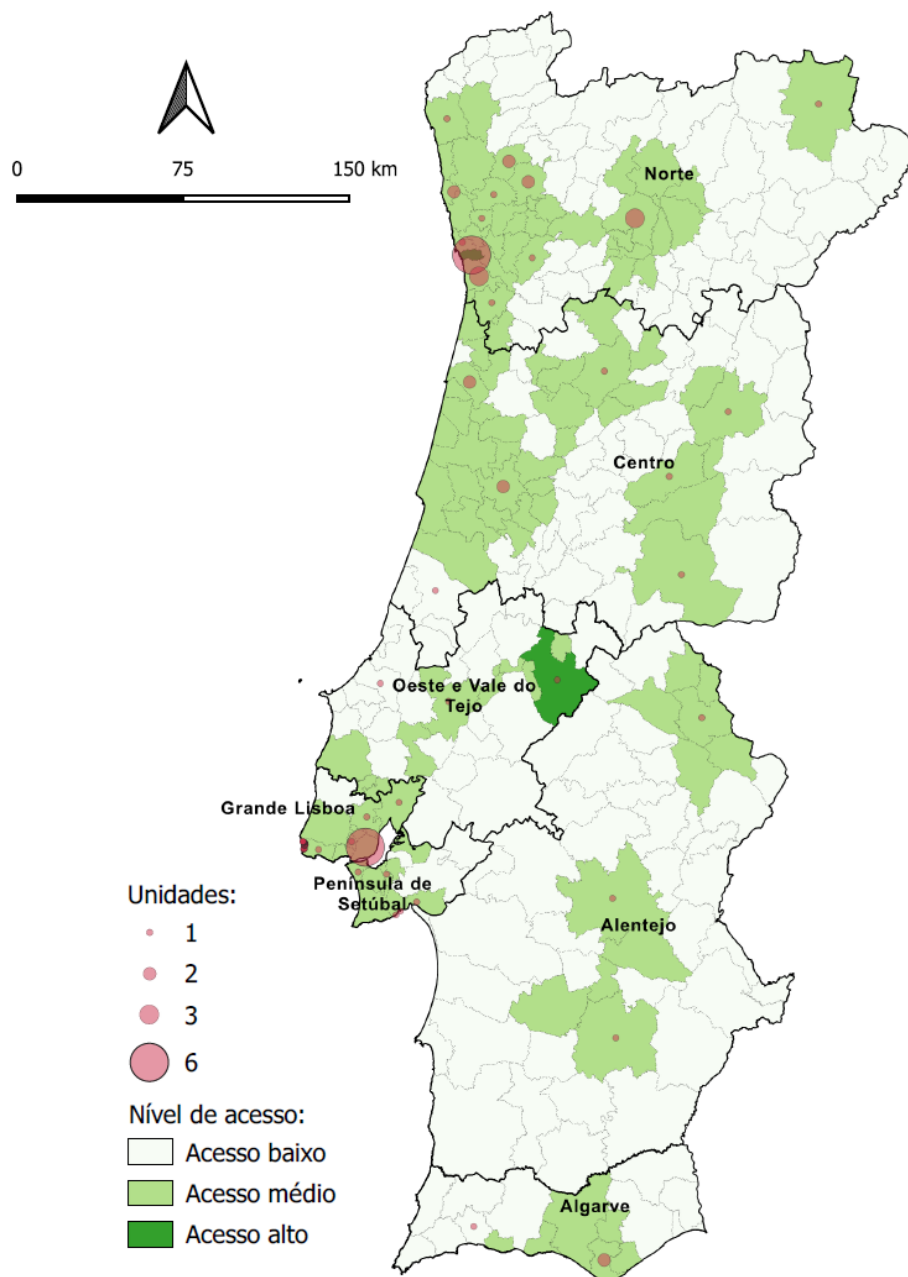 0
75
150 km
Norte
Centro
Oeste e Vale do
Tejo
Grande Lisboa
Península de
Setúbal
Alentejo
Algarve
Unidades:
1
2
3
6
Nível de acesso:
Acesso baixo
Acesso médio
Acesso alto